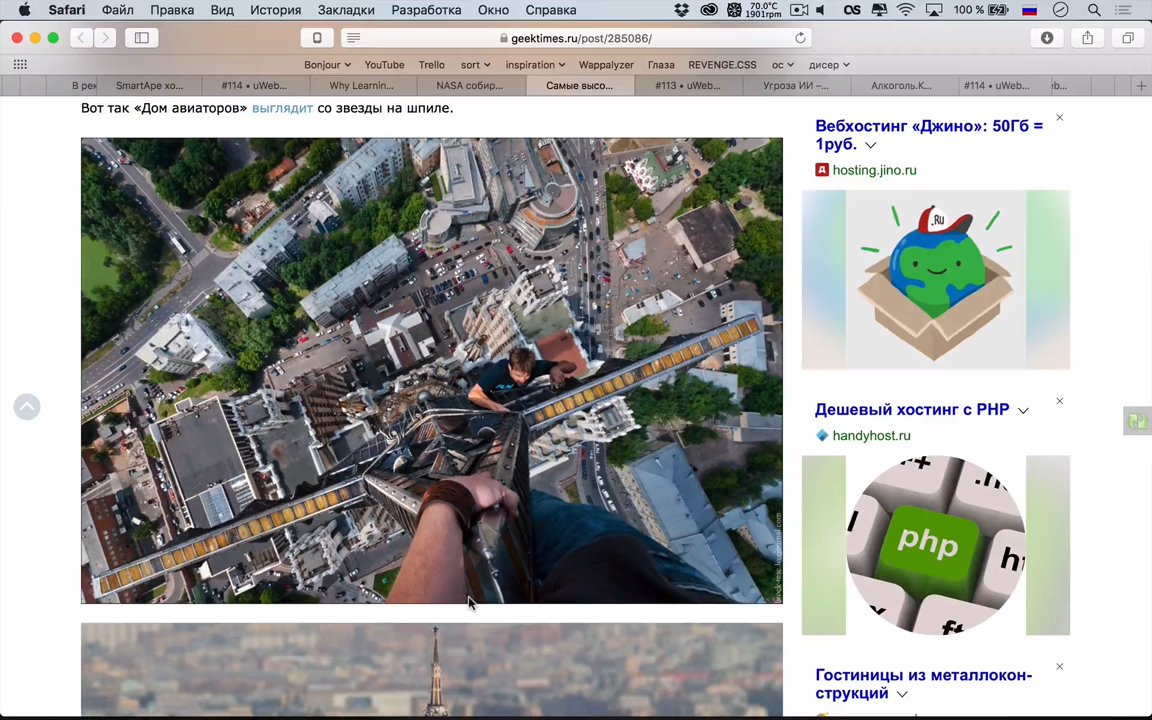 Safari Файл Правка Вид История Закладки Разработка Окно Справка 70.0°C 1901rpm 100 %
geektimes.ru/post/285086/
Bonjour YouTube Trello sort inspiration Wappalyzer Глаза REVENGE.CSS ос дисер
В рек SmartApe хо... #114 • uWeb... Why Learnin... NASA собир... Самые высо... #113 • uWeb... Угроза ИИ –... Алкоголь.К... #114 • uWeb...
Вот так «Дом авиаторов» выглядит со звезды на шпиле.
Вебхостинг «Джино»: 50Гб =
1руб.
hosting.jino.ru
.RU
Дешевый хостинг с PHP
handyhost.ru
php
Гостиницы из металлокон-
струкций